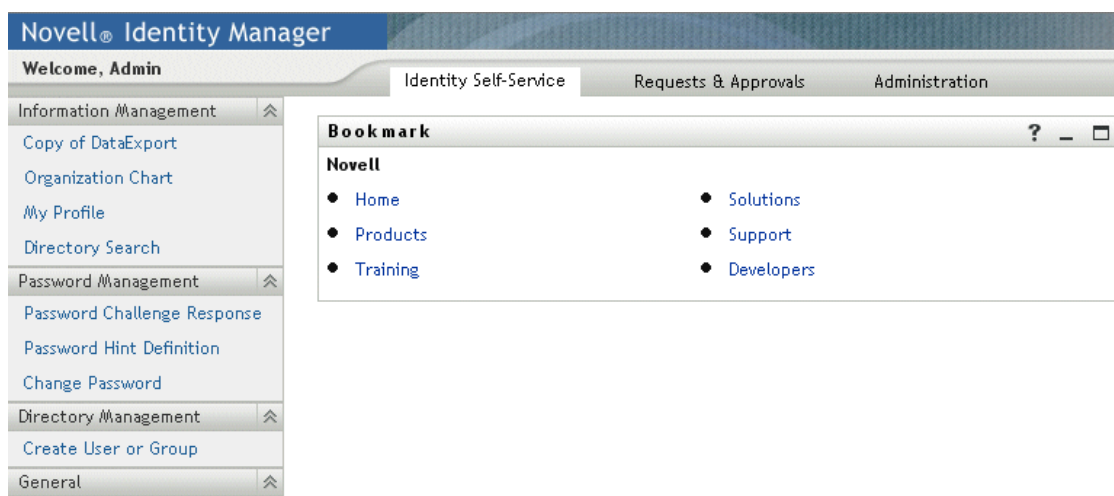 Novell® Identity Manager
Welcome, Admin
Identity Self-Service Requests & Approvals Administration
Information Management
Copy of DataExport
Organization Chart
My Profile
Directory Search
Password Management
Password Challenge Response
Password Hint Definition
Change Password
Directory Management
Create User or Group
General
Bookmark ?
Novell
Home Solutions
Products Support
Training Developers